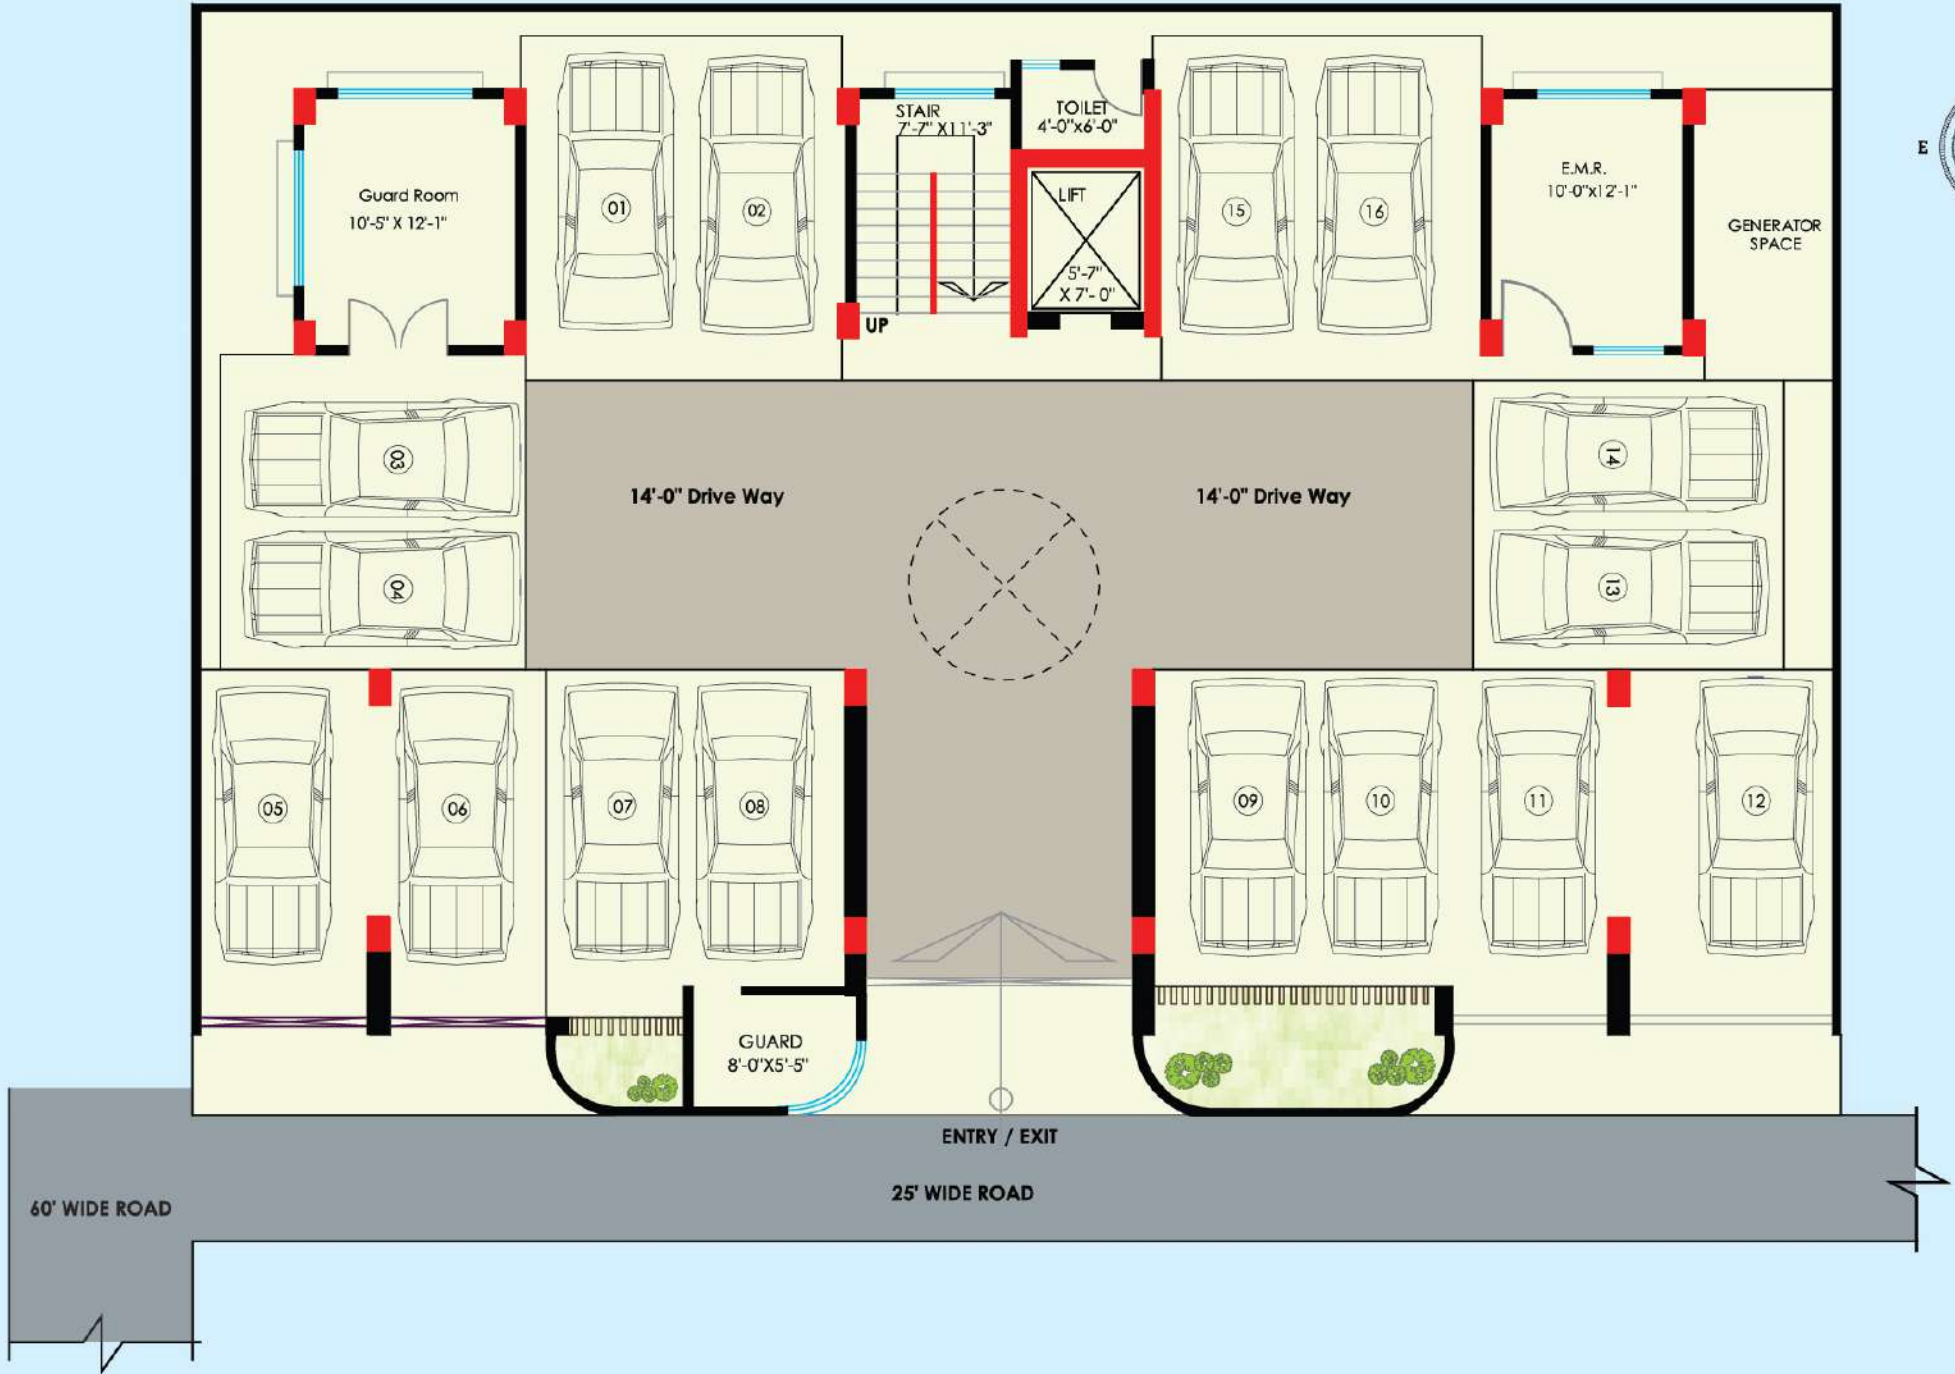 STAIR
7'-7" X11'-3"
TOILET
4'-0"x6'-0"
E
Guard Room
10'-5" X 12'-1"
01
02
LIFT
5'-7"
X 7'- 0"
15
16
E.M.R.
10'-0"x12'-1"
GENERATOR
SPACE
UP
03
14
14'-0" Drive Way
14'-0" Drive Way
04
13
05
06
07
08
09
10
11
12
GUARD
8'-0"X5'-5"
ENTRY / EXIT
25' WIDE ROAD
60' WIDE ROAD